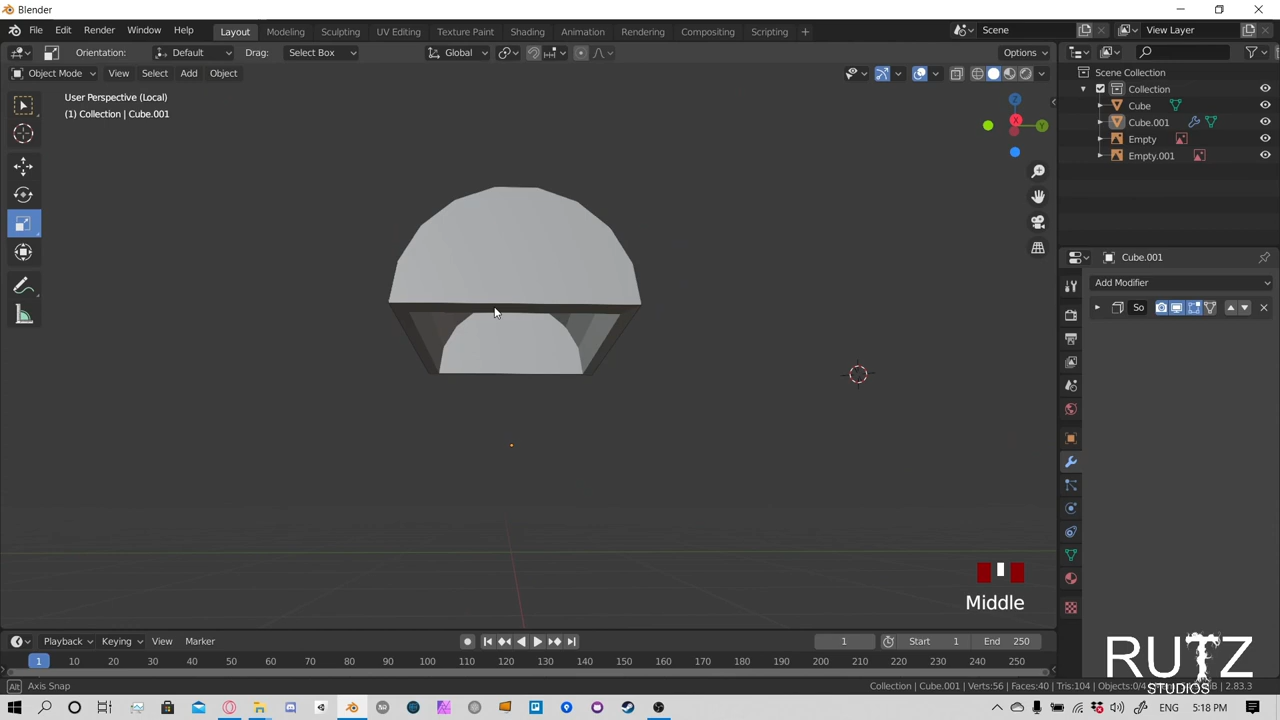 Blender
File Edit Render Window Help Layout Modeling Sculpting UV Editing Texture Paint Shading Animation Rendering Compositing Scripting + Scene View Layer
Orientation: Default Drag: Select Box Global Options
Object Mode View Select Add Object
Scene Collection
Collection
Cube
Cube.001
Empty
Empty.001
User Perspective (Local)
(1) Collection | Cube.001
Z
X
Y
Cube.001
Add Modifier
So
Middle
Playback Keying View Marker 1 Start 1 End 250
1 10 20 30 40 50 60 70 80 90 100 110 120 130 140 150 160 170 180 190 200 210 220 230 240 250
Alt Axis Snap Collection | Cube.001 | Verts:56 | Faces:40 | Tris:104 | Objects:0/4 | 2.83.3
RUTZ
STUDIOS
5:18 PM